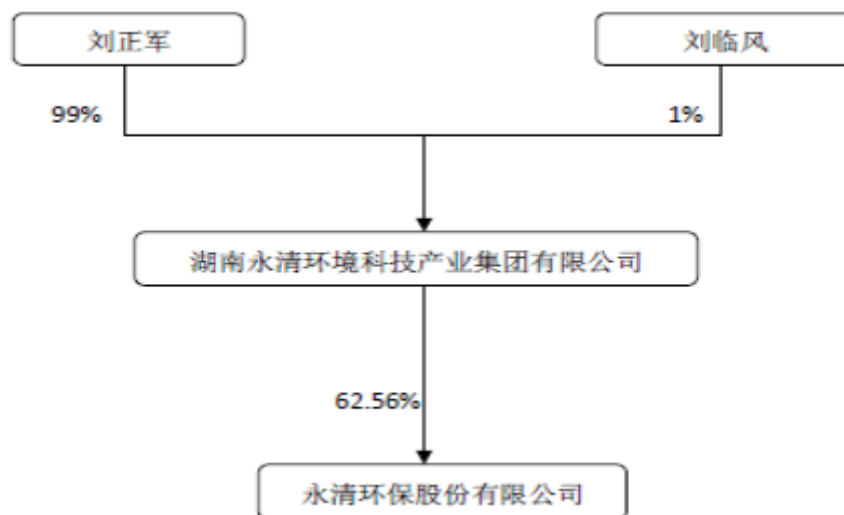 刘正军
刘临风
99%
1%
湖南永清环境科技产业集团有限公司
62.56%
永清环保股份有限公司